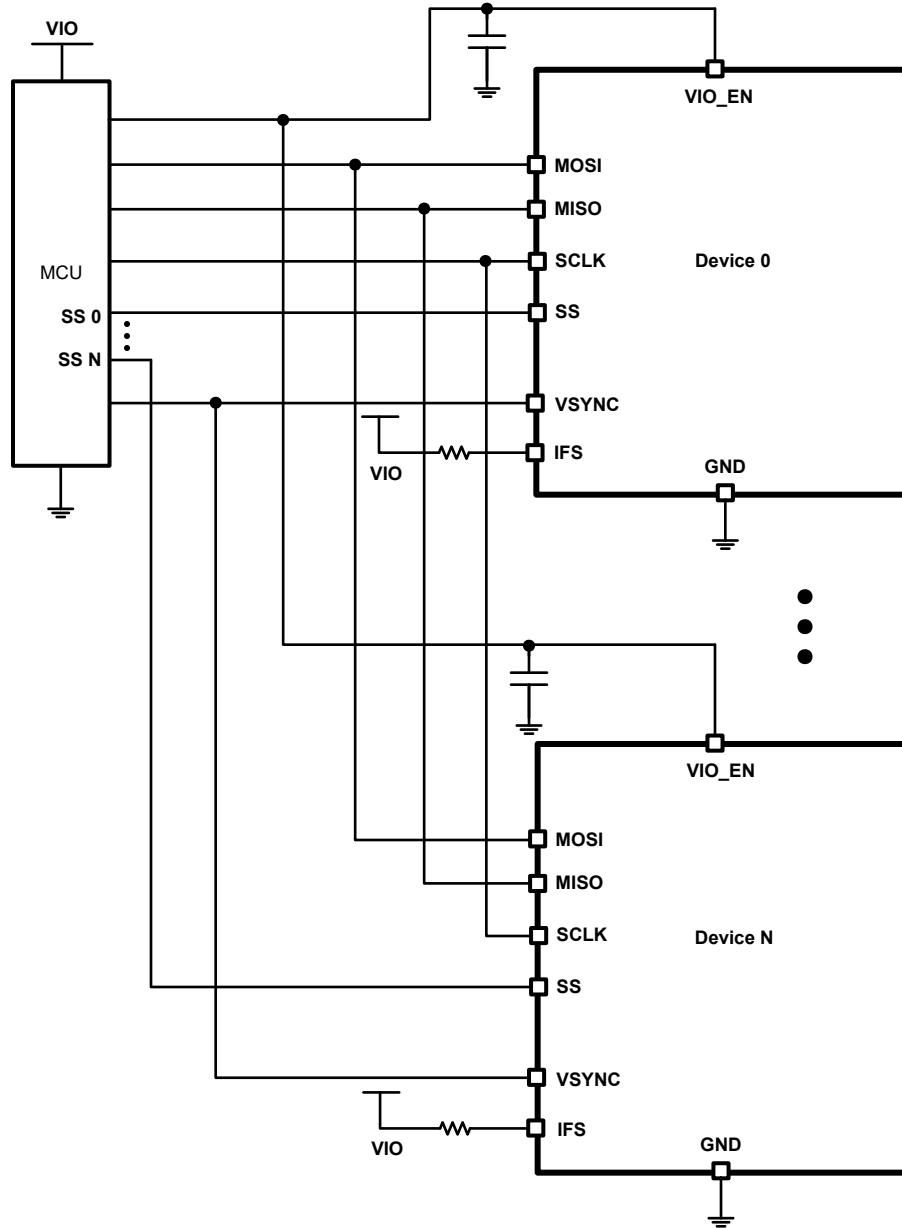 VIO
VIO_EN
MOSI
MISO
SCLK
Device 0
MCU
SS 0
SS
SS N
VSYNC
IFS
VIO
GND
VIO_EN
MOSI
MISO
SCLK
Device N
SS
VSYNC
IFS
VIO
GND